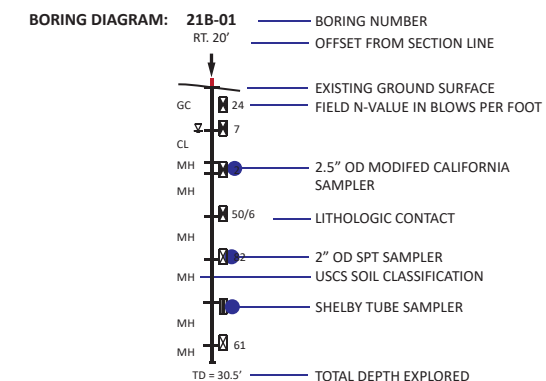 BORING DIAGRAM: 21B-01 BORING NUMBER
RT. 20' OFFSET FROM SECTION LINE
EXISTING GROUND SURFACE
GC 24 FIELD N-VALUE IN BLOWS PER FOOT
7
CL
MH 2.5" OD MODIFED CALIFORNIA
SAMPLER
MH
50/6 LITHOLOGIC CONTACT
MH
2" OD SPT SAMPLER
MH USCS SOIL CLASSIFICATION
SHELBY TUBE SAMPLER
MH
MH 61
TD = 30.5' TOTAL DEPTH EXPLORED